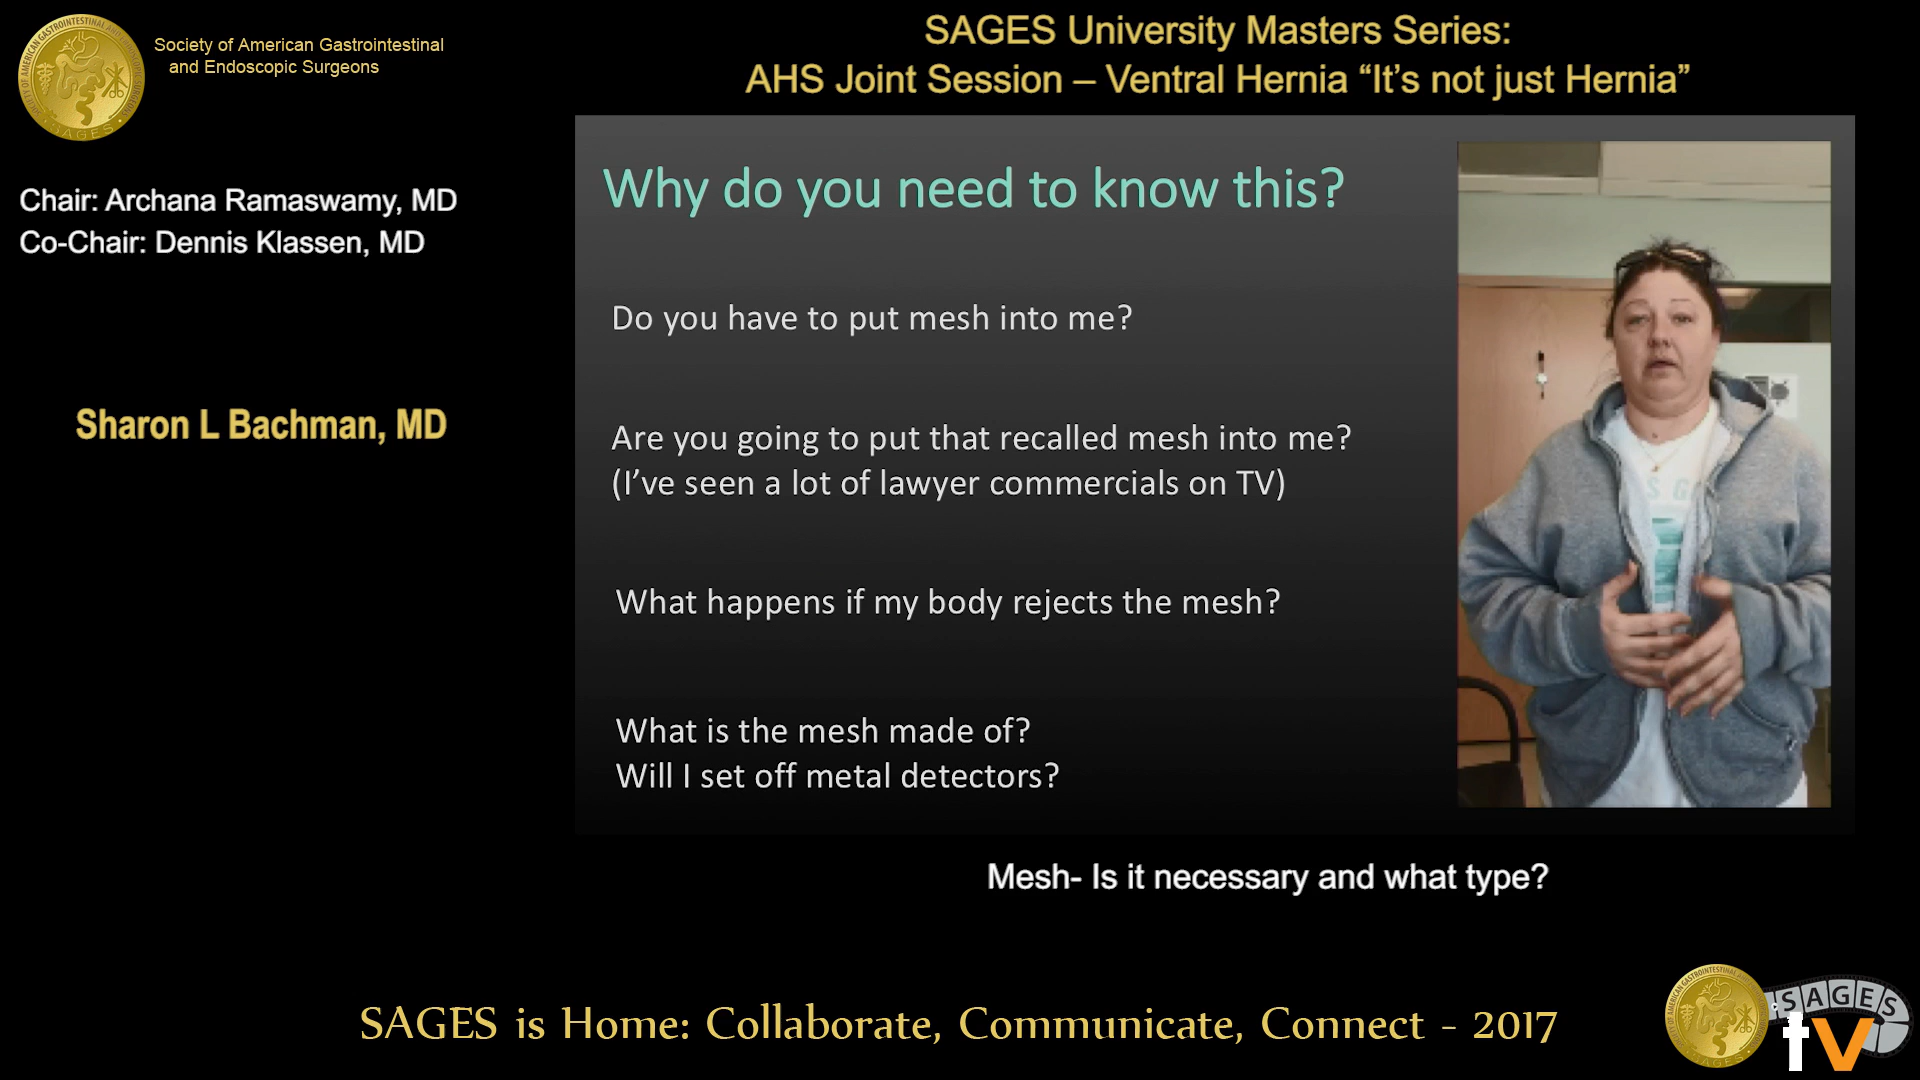 Society of American Gastrointestinal
and Endoscopic Surgeons
SAGES University Masters Series:
AHS Joint Session – Ventral Hernia “It’s not just Hernia”
Chair: Archana Ramaswamy, MD
Co-Chair: Dennis Klassen, MD
Sharon L Bachman, MD
Why do you need to know this?
Do you have to put mesh into me?
Are you going to put that recalled mesh into me?
(I’ve seen a lot of lawyer commercials on TV)
What happens if my body rejects the mesh?
What is the mesh made of?
Will I set off metal detectors?
Mesh- Is it necessary and what type?
SAGES is Home: Collaborate, Communicate, Connect - 2017
SAGES
tv